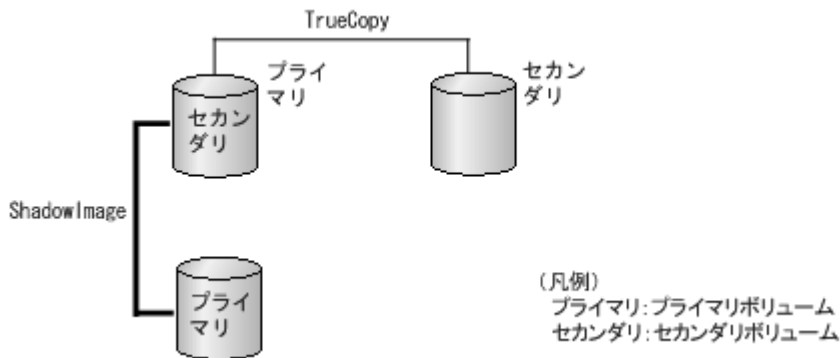 TrueCopy
プライ
マリ
セカン
ダリ
セカン
ダリ
ShadowImage
プライ
マリ
(凡例)
プライマリ:プライマリボリューム
セカンダリ:セカンダリボリューム